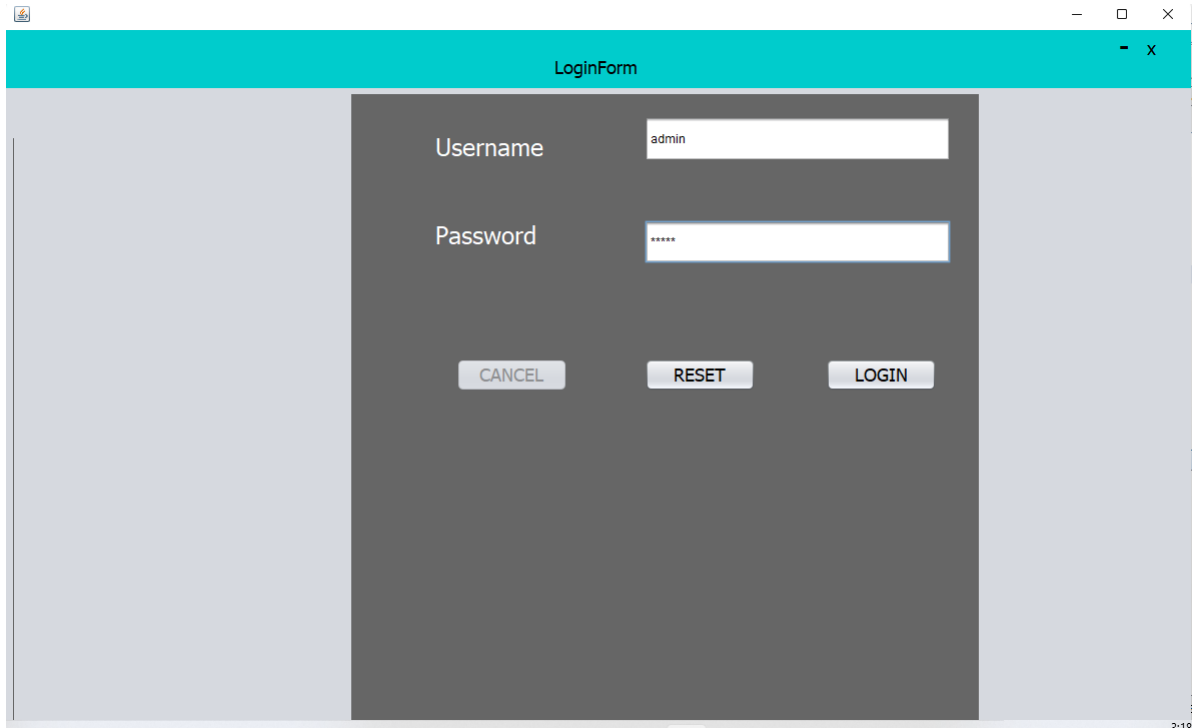 - x
LoginForm
Username admin
Password *****
CANCEL RESET LOGIN